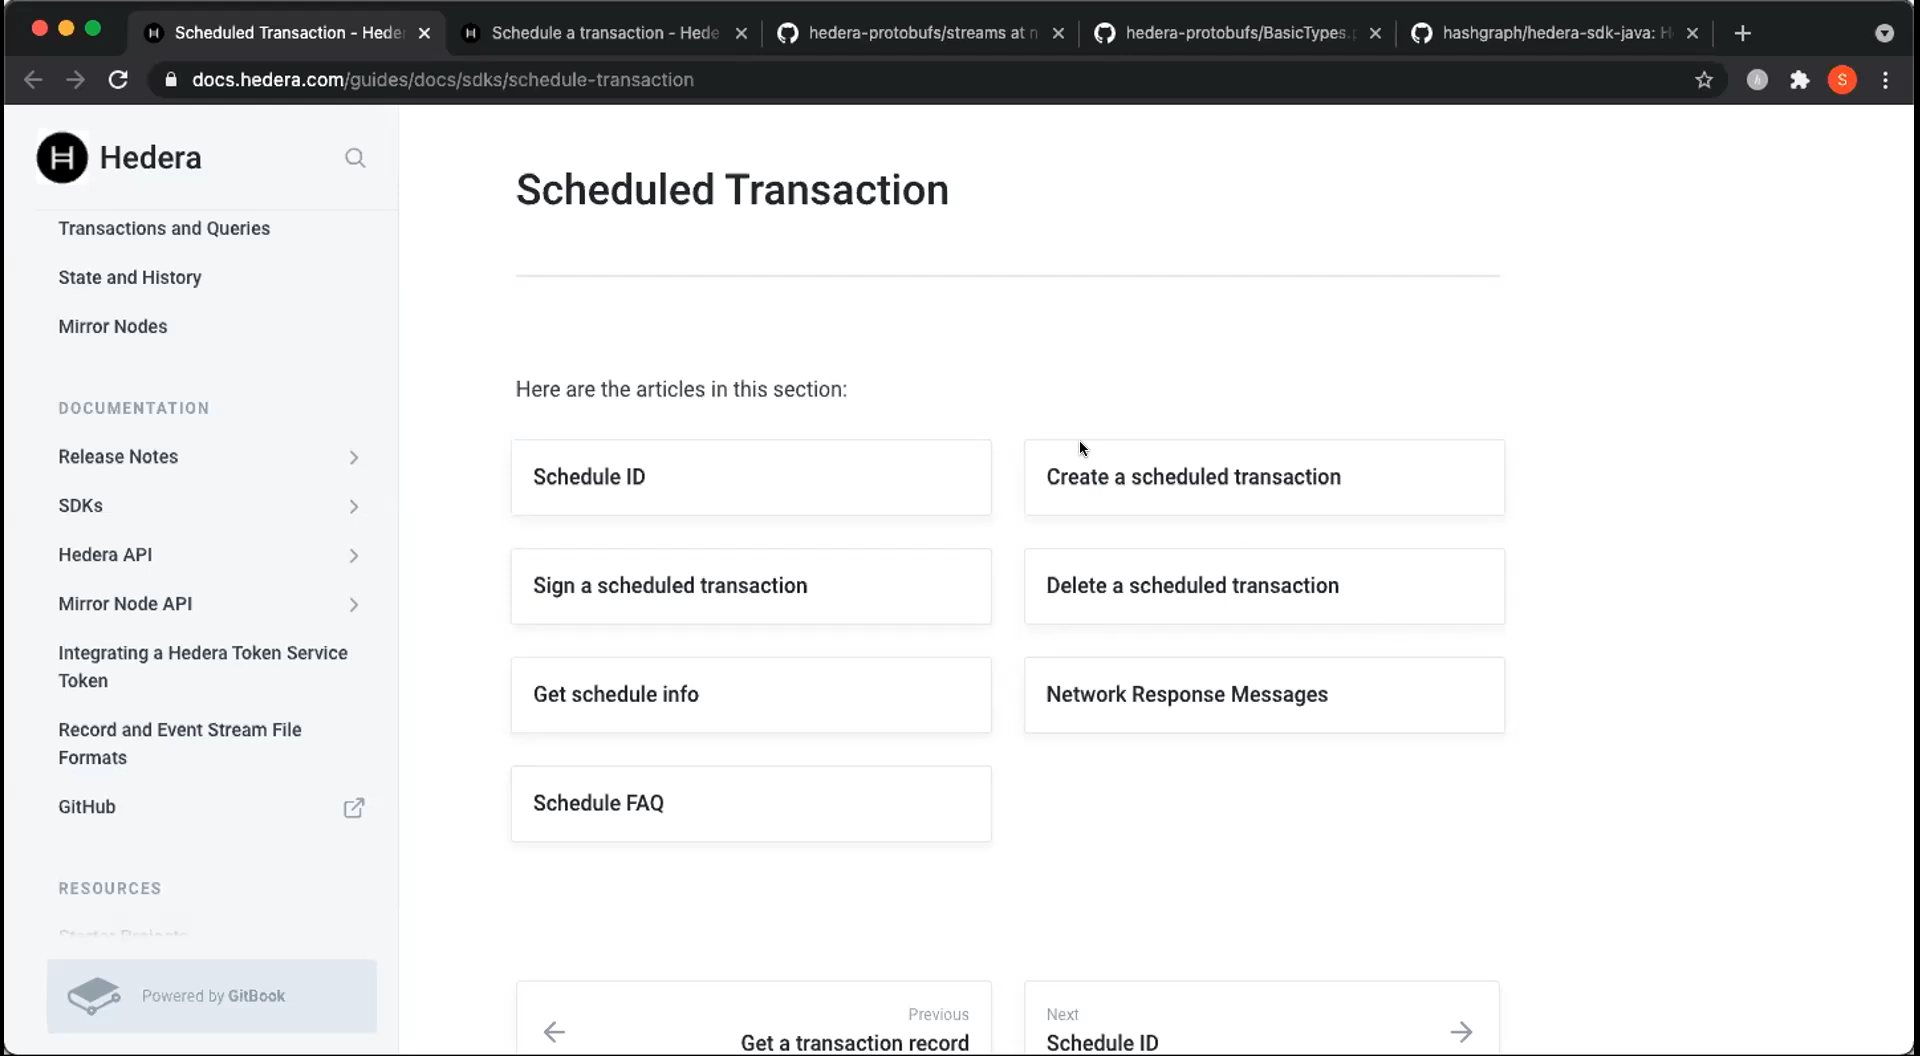 Scheduled Transaction - Hede
Schedule a transaction - Hede
hedera-protobufs/streams at n
hedera-protobufs/BasicTypes.p
hashgraph/hedera-sdk-java: H
docs.hedera.com/guides/docs/sdks/schedule-transaction
S
Hedera
Transactions and Queries
State and History
Mirror Nodes
DOCUMENTATION
Release Notes
SDKs
Hedera API
Mirror Node API
Integrating a Hedera Token Service
Token
Record and Event Stream File
Formats
GitHub
RESOURCES
Starter Projects
Powered by GitBook
Scheduled Transaction
Here are the articles in this section:
Schedule ID
Create a scheduled transaction
Sign a scheduled transaction
Delete a scheduled transaction
Get schedule info
Network Response Messages
Schedule FAQ
Previous
Get a transaction record
Next
Schedule ID